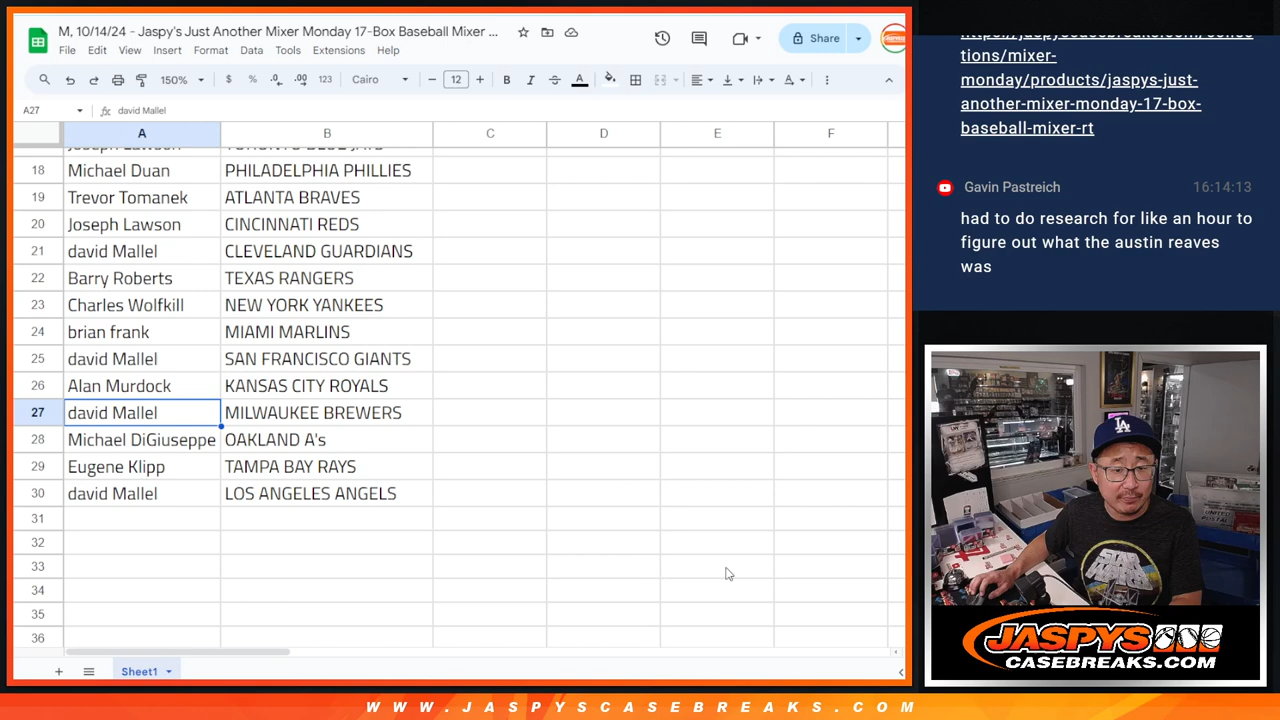 M, 10/14/24 - Jaspy's Just Another Mixer Monday 17-Box Baseball Mixer ...
Share
File Edit View Insert Format Data Tools Extensions Help
150% $ % .0 .00 123 Cairo 12 B I A
A27 david Mallel
A B C D E F
18 Michael Duan PHILADELPHIA PHILLIES
19 Trevor Tomanek ATLANTA BRAVES
20 Joseph Lawson CINCINNATI REDS
21 david Mallel CLEVELAND GUARDIANS
22 Barry Roberts TEXAS RANGERS
23 Charles Wolfkill NEW YORK YANKEES
24 brian frank MIAMI MARLINS
25 david Mallel SAN FRANCISCO GIANTS
26 Alan Murdock KANSAS CITY ROYALS
27 david Mallel MILWAUKEE BREWERS
28 Michael DiGiuseppe OAKLAND A's
29 Eugene Klipp TAMPA BAY RAYS
30 david Mallel LOS ANGELES ANGELS
31
32
33
34
35
36
Sheet1
tions/mixer-
monday/products/jaspys-just-
another-mixer-monday-17-box-
baseball-mixer-rt
Gavin Pastreich 16:14:13
had to do research for like an hour to
figure out what the austin reaves
was
LA
STAR
WARS
JASPYS
CASEBREAKS.COM
WWW.JASPYSCASEBREAKS.COM